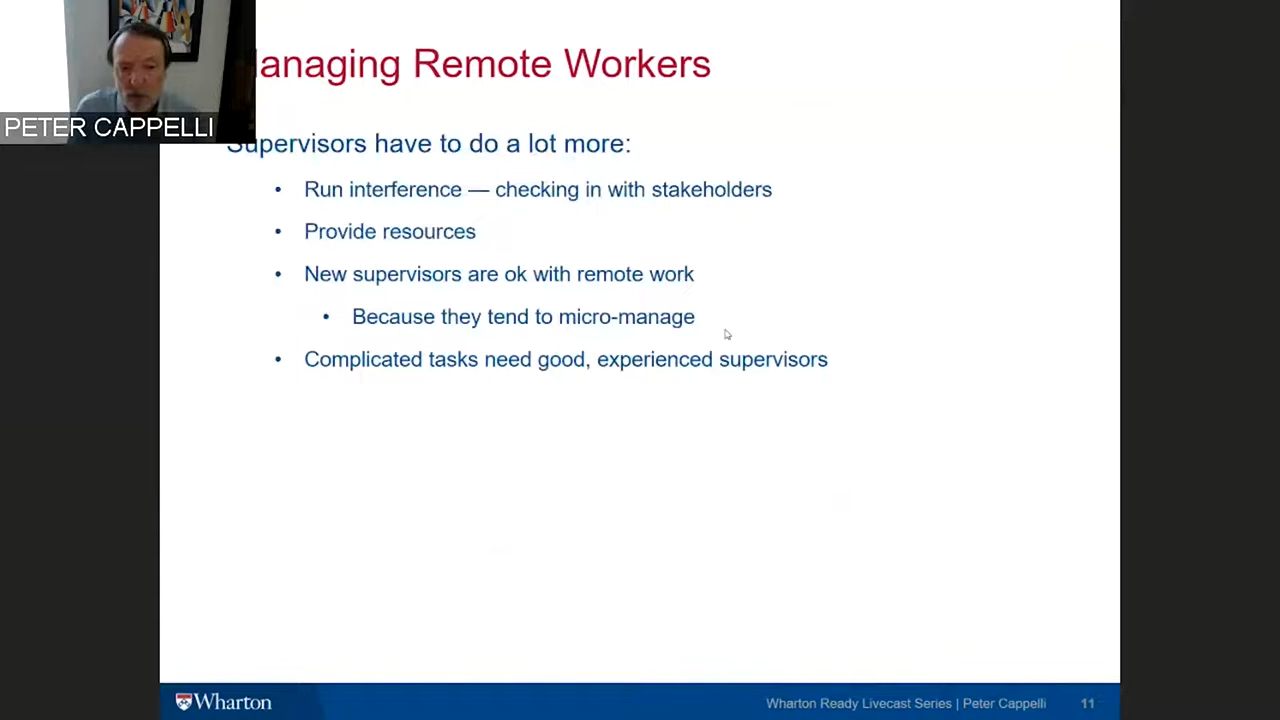 anaging Remote Workers
PETER CAPPELLI
Supervisors have to do a lot more:
• Run interference — checking in with stakeholders
• Provide resources
• New supervisors are ok with remote work
• Because they tend to micro-manage
• Complicated tasks need good, experienced supervisors
Wharton
Wharton Ready Livecast Series | Peter Cappelli 11